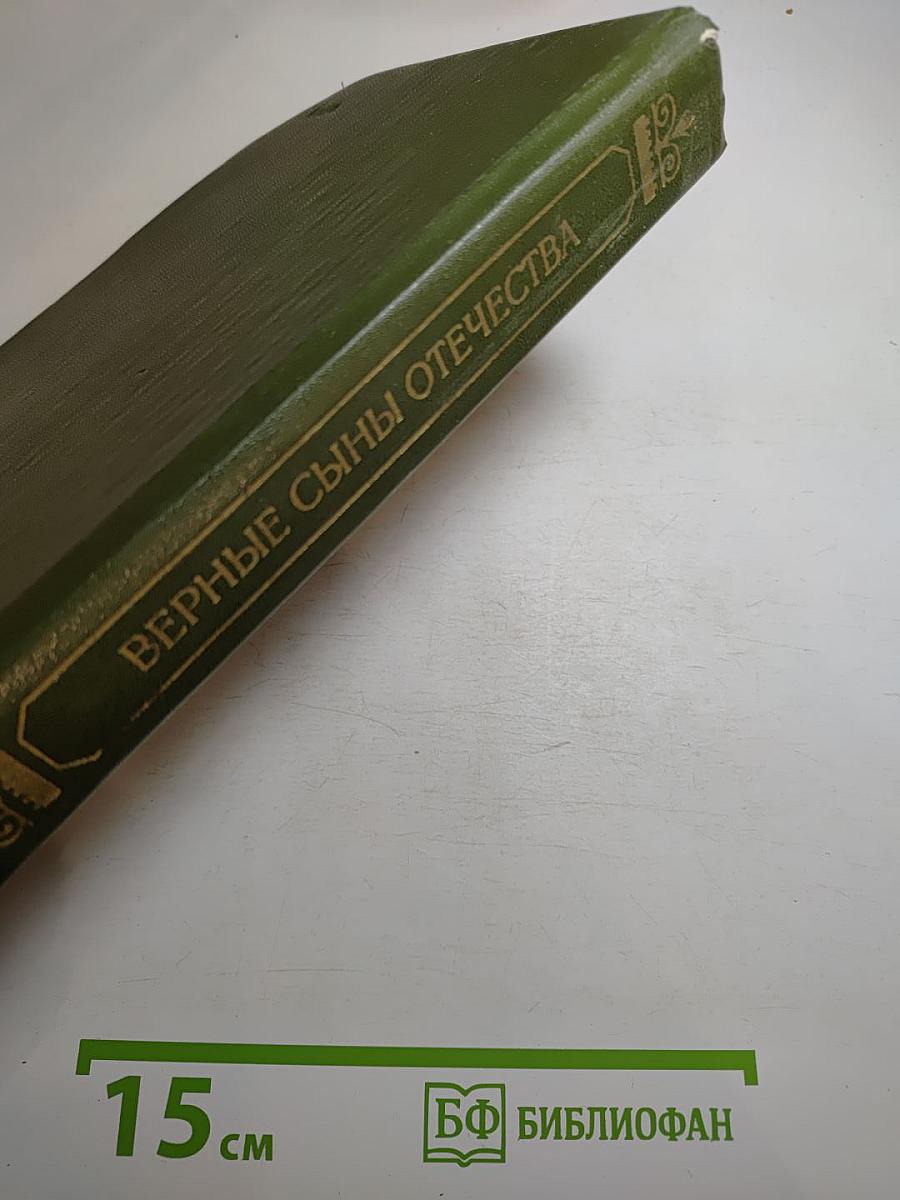 ВЕРНЫЕ СЫНЫ ОТЕЧЕСТВА
15 см
БФ БИБЛИОФАН